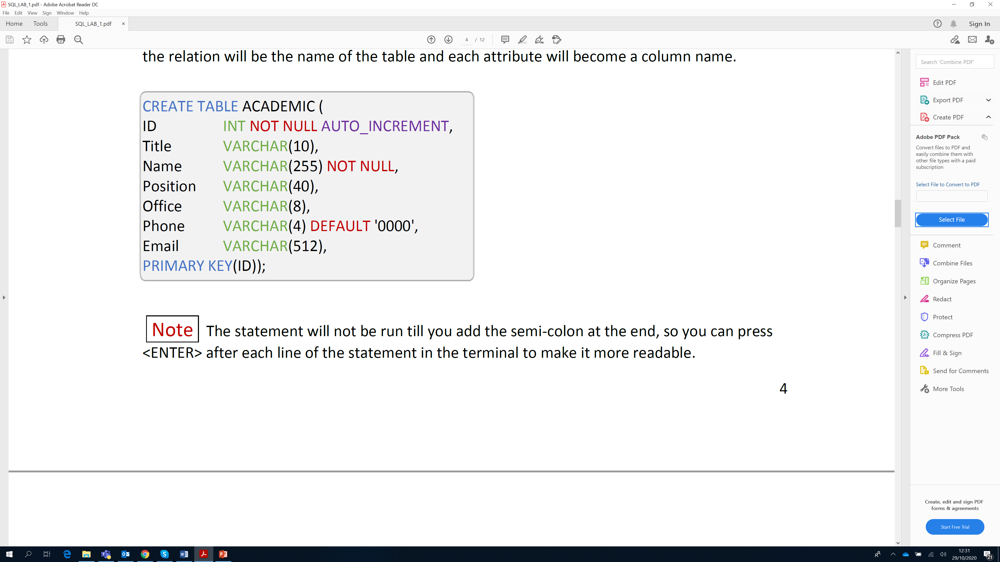 SQL_LAB_1.pdf - Adobe Acrobat Reader DC
File Edit View Sign Window Help
Home Tools SQL_LAB_1.pdf × Sign In
4 / 12
the relation will be the name of the table and each attribute will become a column name.
CREATE TABLE ACADEMIC (
ID INT NOT NULL AUTO_INCREMENT,
Title VARCHAR(10),
Name VARCHAR(255) NOT NULL,
Position VARCHAR(40),
Office VARCHAR(8),
Phone VARCHAR(4) DEFAULT '0000',
Email VARCHAR(512),
PRIMARY KEY(ID));
Note The statement will not be run till you add the semi-colon at the end, so you can press
<ENTER> after each line of the statement in the terminal to make it more readable.
4
Search 'Combine PDF'
Edit PDF
Export PDF
Create PDF
Adobe PDF Pack
Convert files to PDF and
easily combine them with
other file types with a paid
subscription
Select File to Convert to PDF
Select File
Comment
Combine Files
Organize Pages
Redact
Protect
Compress PDF
Fill & Sign
Send for Comments
More Tools
Create, edit and sign PDF
forms & agreements
Start Free Trial
12:31
29/10/2020
21